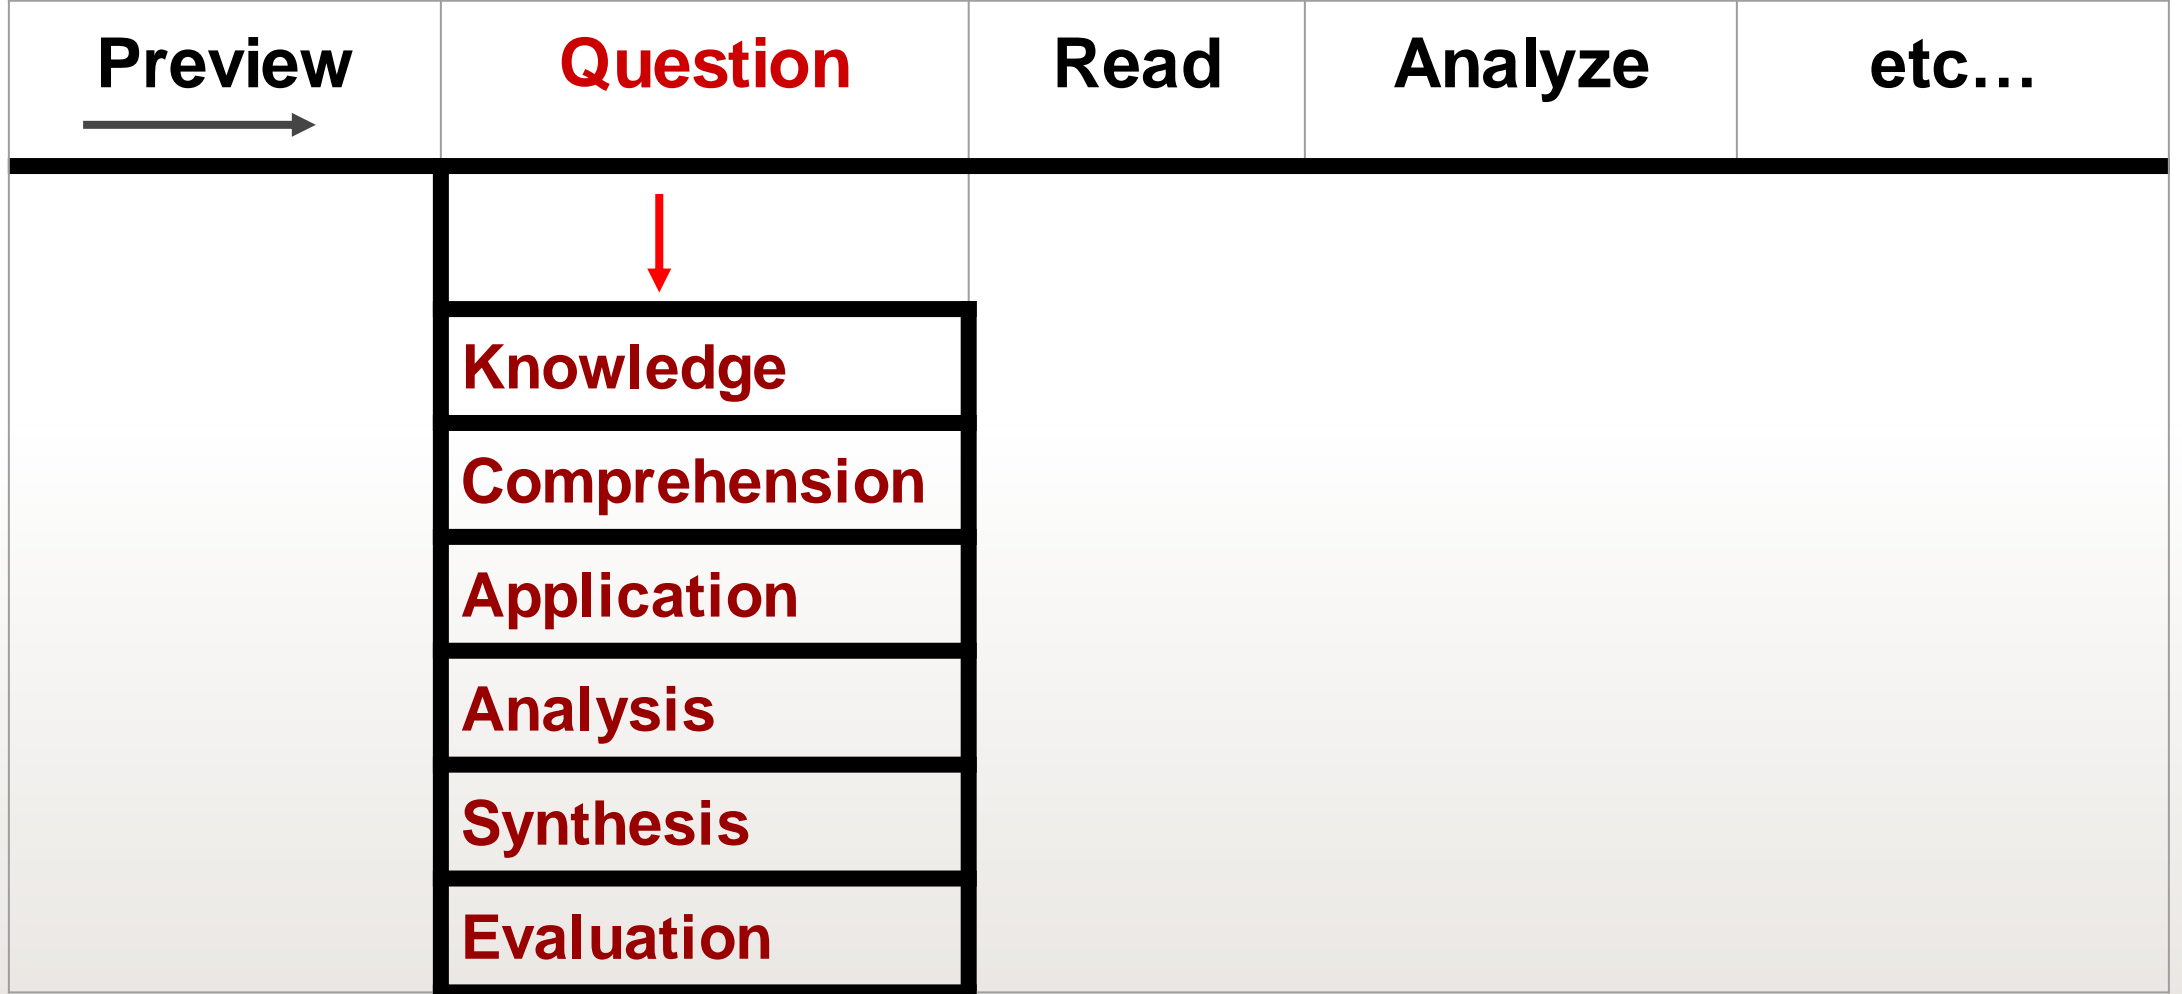 Preview Question Read Analyze etc…
Knowledge
Comprehension
Application
Analysis
Synthesis
Evaluation